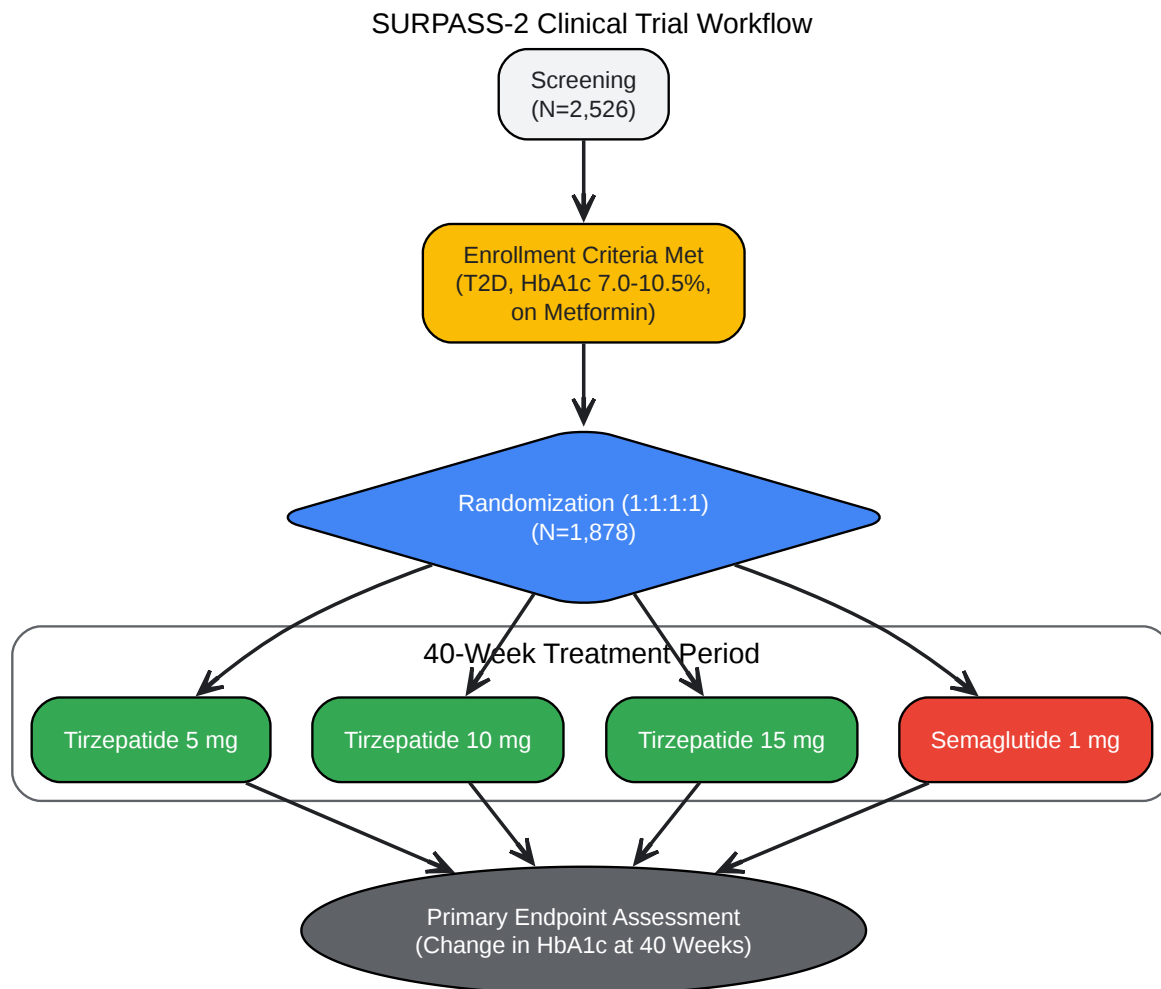 SURPASS-2 Clinical Trial Workflow
Screening
(N=2,526)
Enrollment Criteria Met
(T2D, HbA1c 7.0-10.5%,
on Metformin)
Randomization (1:1:1:1)
(N=1,878)
40-Week Treatment Period
Tirzepatide 5 mg
Tirzepatide 10 mg
Tirzepatide 15 mg
Semaglutide 1 mg
Primary Endpoint Assessment
(Change in HbA1c at 40 Weeks)